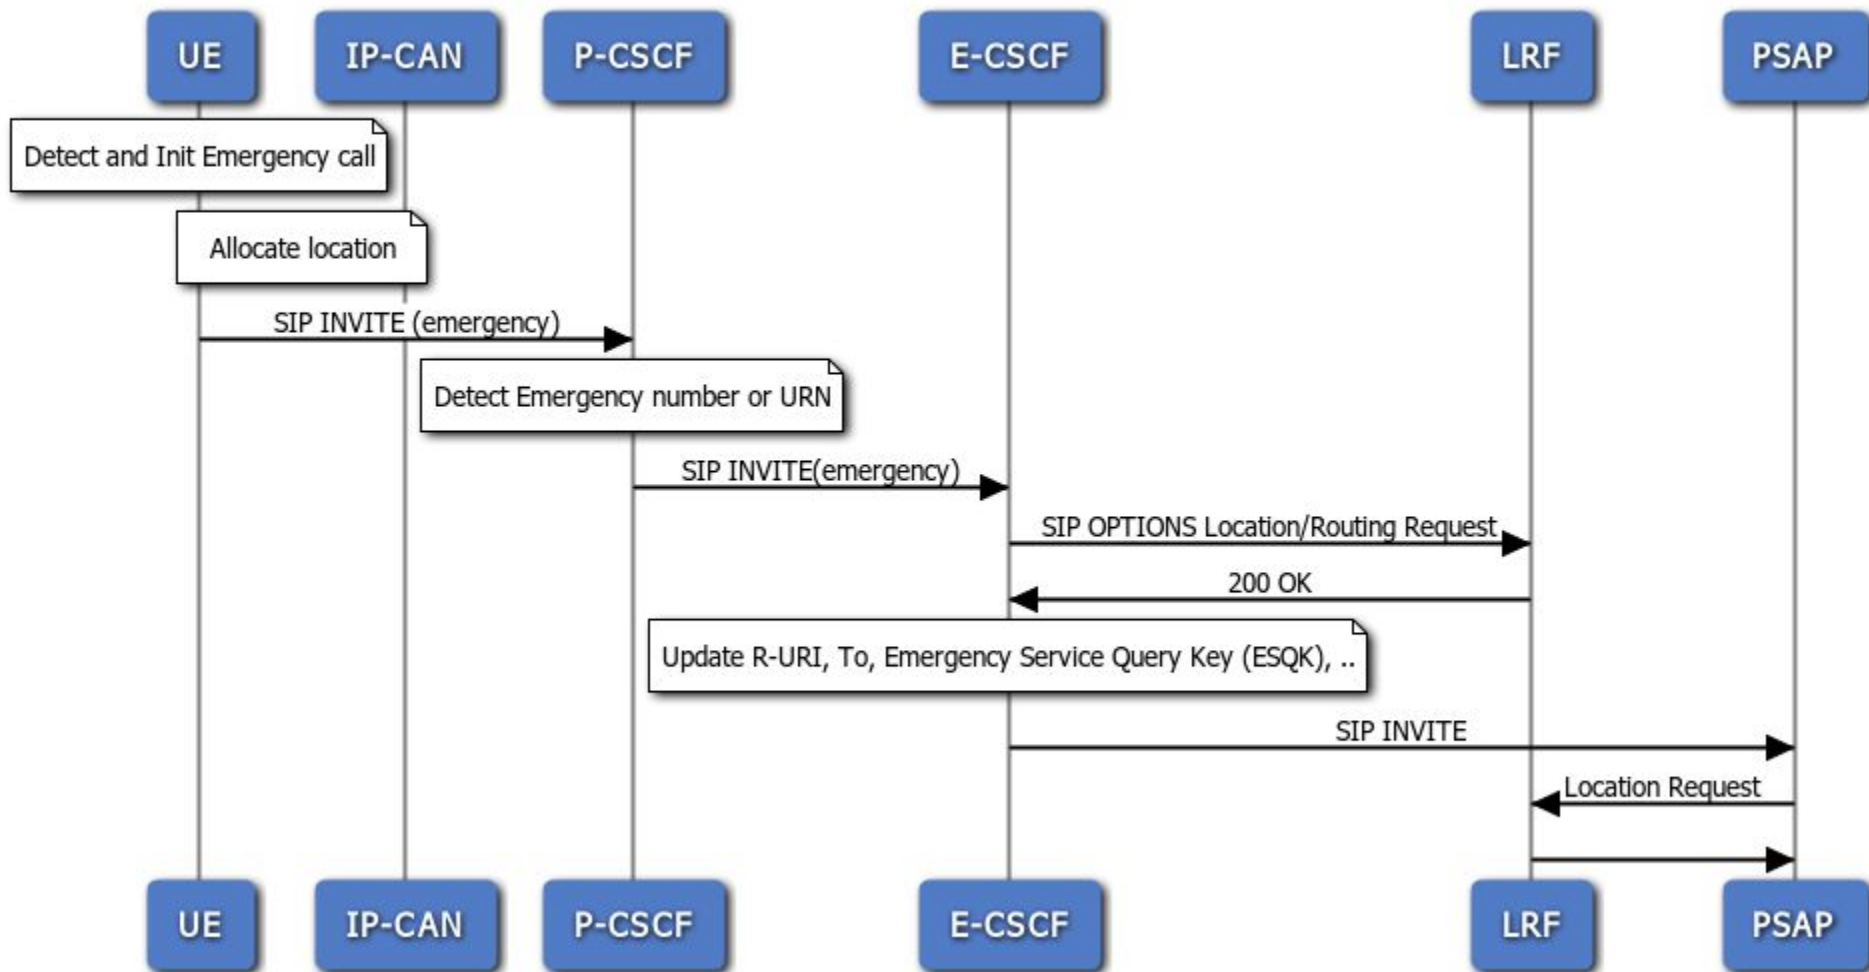 UE IP-CAN P-CSCF E-CSCF LRF PSAP
Detect and Init Emergency call
Allocate location
SIP INVITE (emergency)
Detect Emergency number or URN
SIP INVITE(emergency)
SIP OPTIONS Location/Routing Request
200 OK
Update R-URI, To, Emergency Service Query Key (ESQK), ..
SIP INVITE
Location Request
UE IP-CAN P-CSCF E-CSCF LRF PSAP